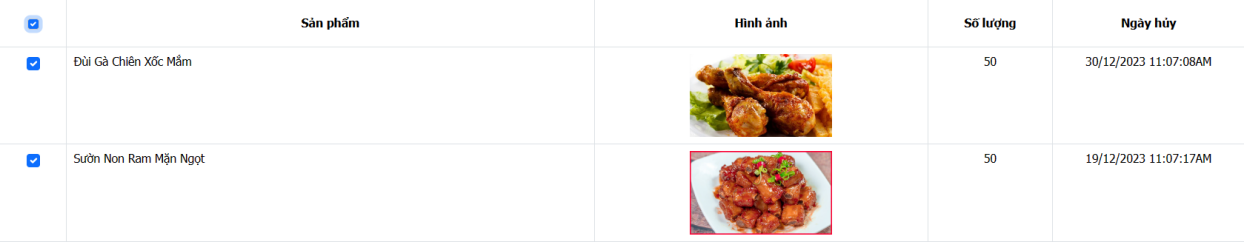 Sản phẩm Hình ảnh Số lượng Ngày hủy
Đùi Gà Chiên Xốc Mắm 50 30/12/2023 11:07:08AM
Sườn Non Ram Mặn Ngọt 50 19/12/2023 11:07:17AM